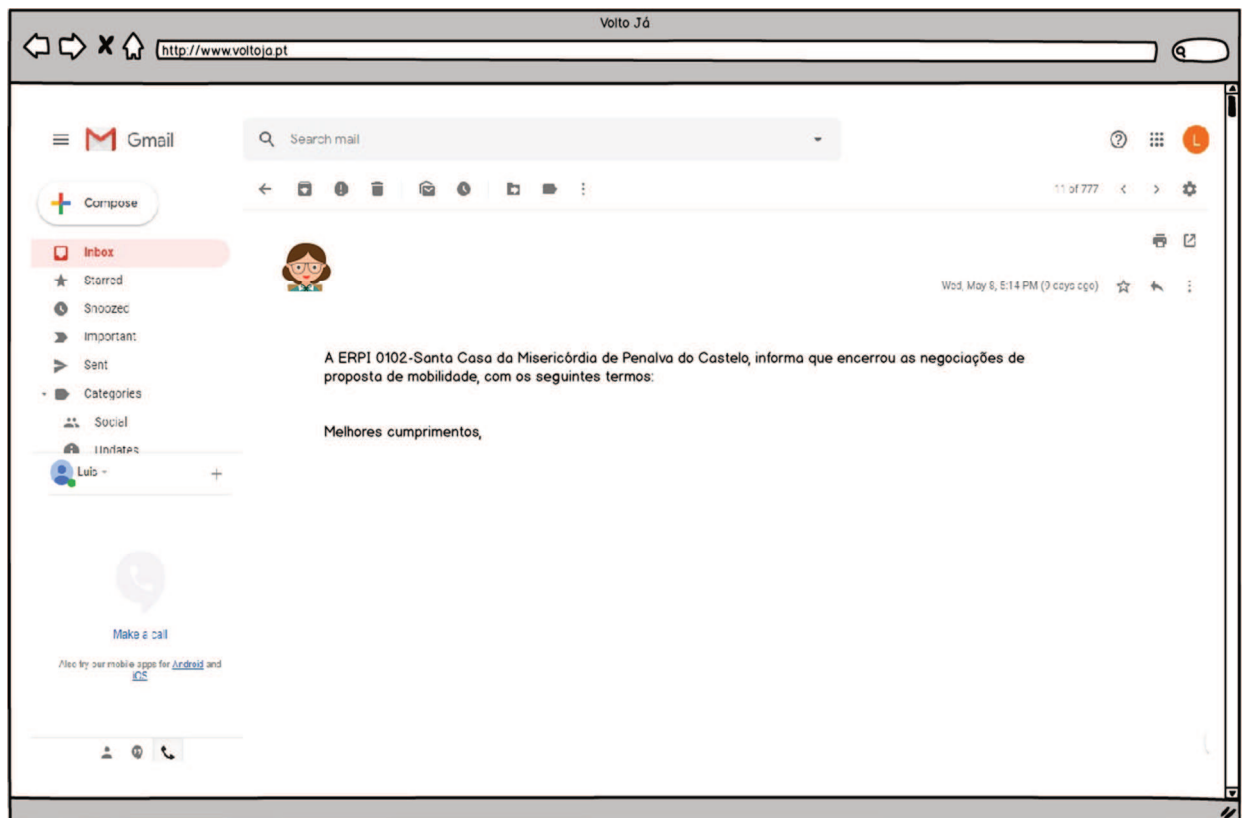 Volto Já
http://www.voltoja.pt
Gmail
Search mail
Compose
11 of 777
Inbox
Starred
Snoozed
Important
Sent
Categories
Social
Updates
Wed, May 8, 5:14 PM (9 days ago)
A ERPI 0102-Santa Casa da Misericórdia de Penalva do Castelo, informa que encerrou as negociações de
proposta de mobilidade, com os seguintes termos:
Melhores cumprimentos,
Luis
Make a call
Also try our mobile apps for Android and
iOS
L